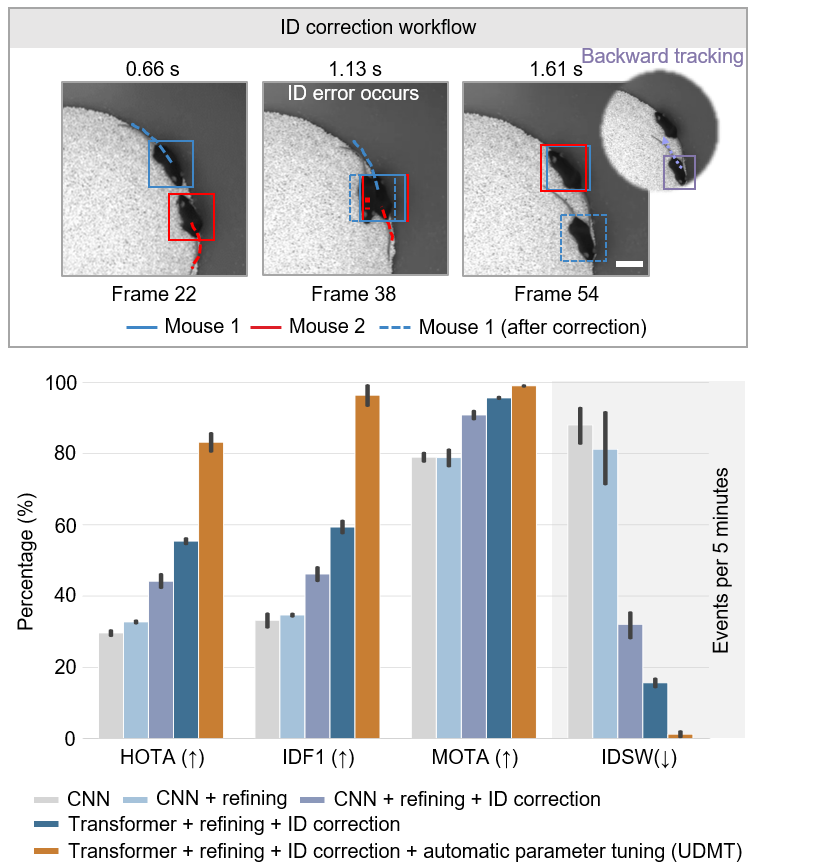 ID correction workflow
Backward tracking
0.66 s 1.13 s 1.61 s
ID error occurs
Frame 22 Frame 38 Frame 54
Mouse 1 Mouse 2 Mouse 1 (after correction)
Percentage (%)
100
80
60
40
20
0
HOTA (↑) IDF1 (↑) MOTA (↑) IDSW(↓)
Events per 5 minutes
CNN CNN + refining CNN + refining + ID correction
Transformer + refining + ID correction
Transformer + refining + ID correction + automatic parameter tuning (UDMT)